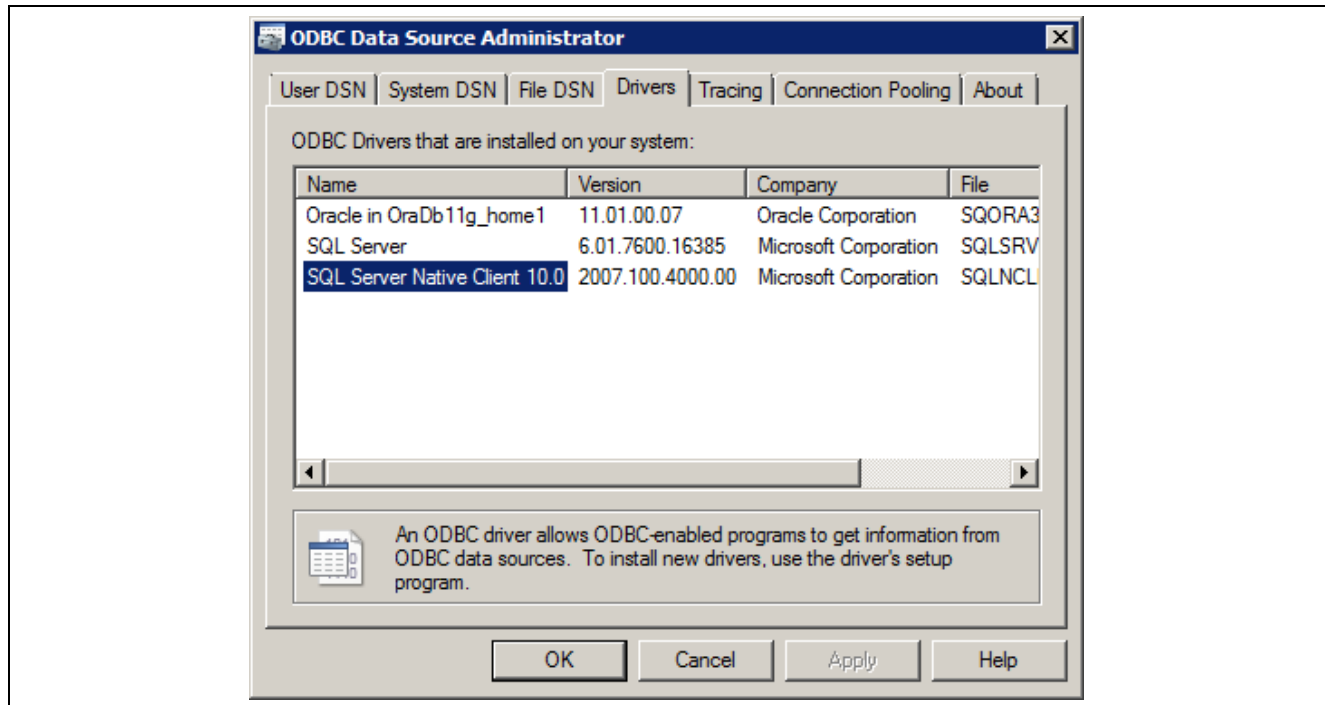 ODBC Data Source Administrator
User DSN System DSN File DSN Drivers Tracing Connection Pooling About
ODBC Drivers that are installed on your system:
Name Version Company File
Oracle in OraDb11g_home1 11.01.00.07 Oracle Corporation SQORA3
SQL Server 6.01.7600.16385 Microsoft Corporation SQLSRV
SQL Server Native Client 10.0 2007.100.4000.00 Microsoft Corporation SQLNCL
An ODBC driver allows ODBC-enabled programs to get information from
ODBC data sources. To install new drivers, use the driver's setup
program.
OK Cancel Apply Help